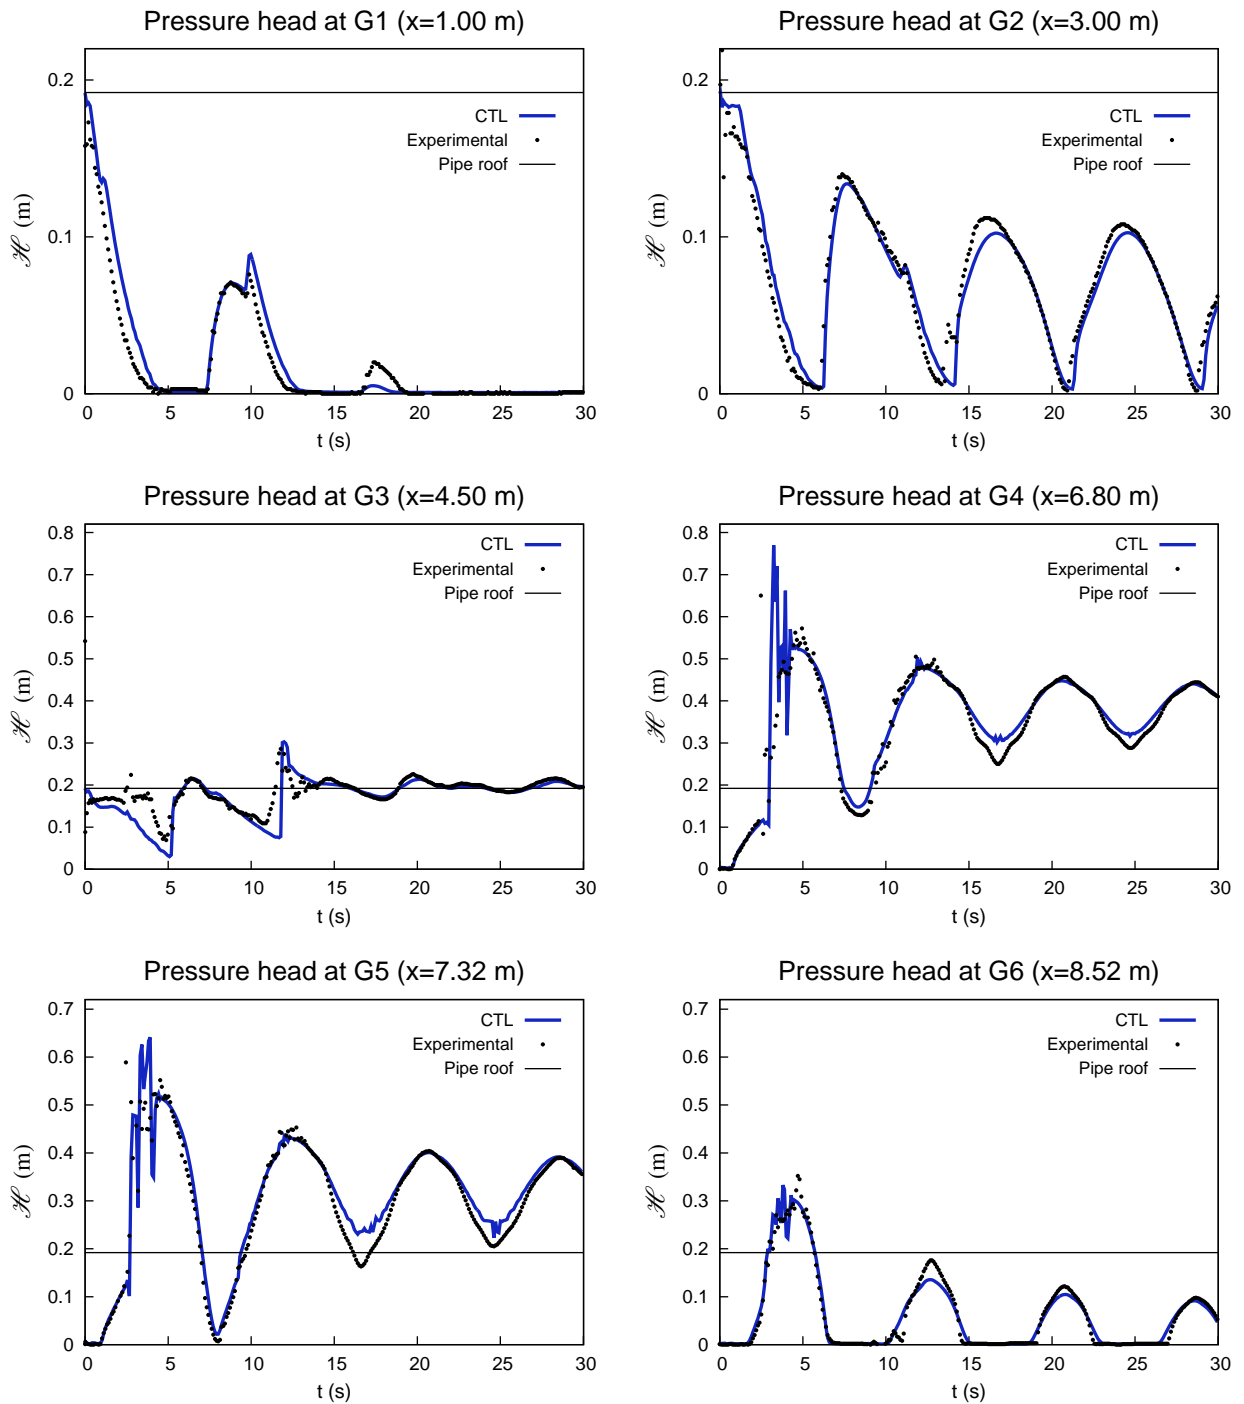 Pressure head at G1 (x=1.00 m)
0.2
0.1
0
ℋ (m)
CTL
Experimental
Pipe roof
0 5 10 15 20 25 30
t (s)
Pressure head at G2 (x=3.00 m)
0.2
0.1
0
ℋ (m)
CTL
Experimental
Pipe roof
0 5 10 15 20 25 30
t (s)
Pressure head at G3 (x=4.50 m)
0.8
0.7
0.6
0.5
0.4
0.3
0.2
0.1
0
ℋ (m)
CTL
Experimental
Pipe roof
0 5 10 15 20 25 30
t (s)
Pressure head at G4 (x=6.80 m)
0.8
0.7
0.6
0.5
0.4
0.3
0.2
0.1
0
ℋ (m)
CTL
Experimental
Pipe roof
0 5 10 15 20 25 30
t (s)
Pressure head at G5 (x=7.32 m)
0.7
0.6
0.5
0.4
0.3
0.2
0.1
0
ℋ (m)
CTL
Experimental
Pipe roof
0 5 10 15 20 25 30
t (s)
Pressure head at G6 (x=8.52 m)
0.7
0.6
0.5
0.4
0.3
0.2
0.1
0
ℋ (m)
CTL
Experimental
Pipe roof
0 5 10 15 20 25 30
t (s)